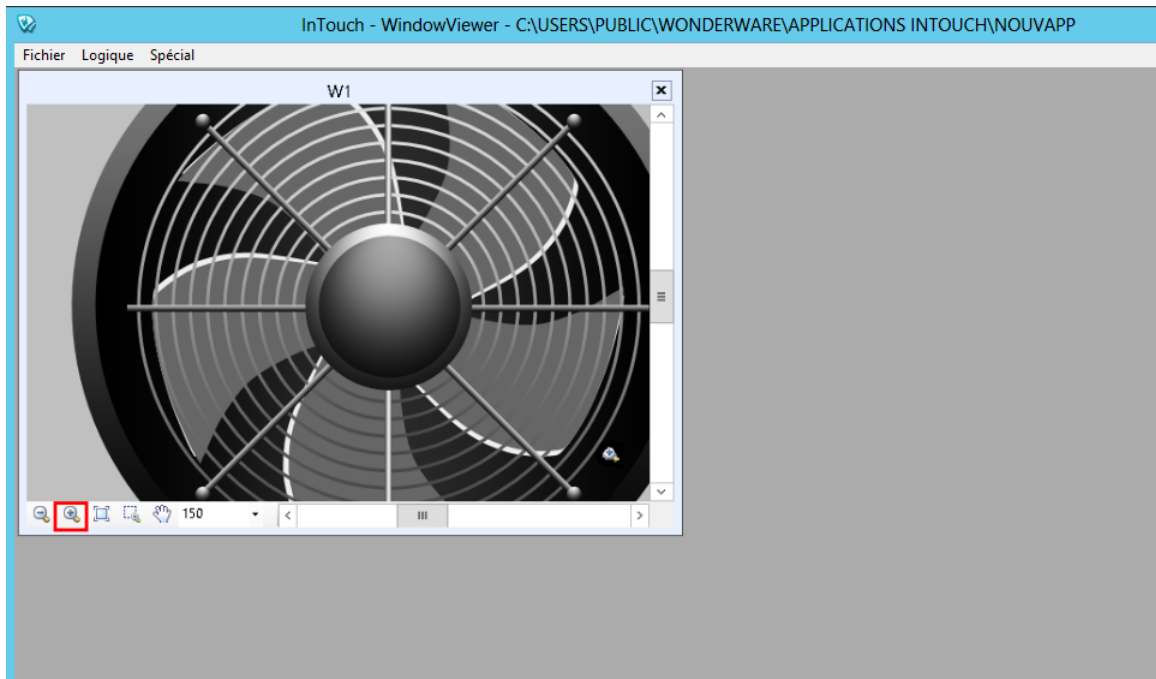 InTouch - WindowViewer - C:\USERS\PUBLIC\WONDERWARE\APPLICATIONS INTOUCH\NOUVAPP
Fichier Logique Spécial
W1
150